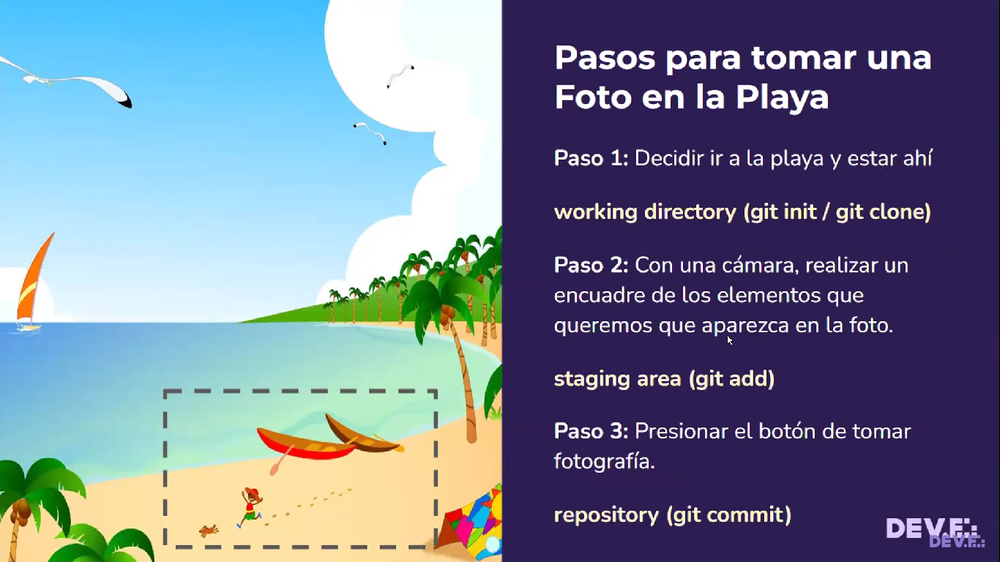 Pasos para tomar una
Foto en la Playa
Paso 1: Decidir ir a la playa y estar ahí
working directory (git init / git clone)
Paso 2: Con una cámara, realizar un
encuadre de los elementos que
queremos que aparezca en la foto.
staging area (git add)
Paso 3: Presionar el botón de tomar
fotografía.
repository (git commit)
DEV.F.:
DEV.F.: